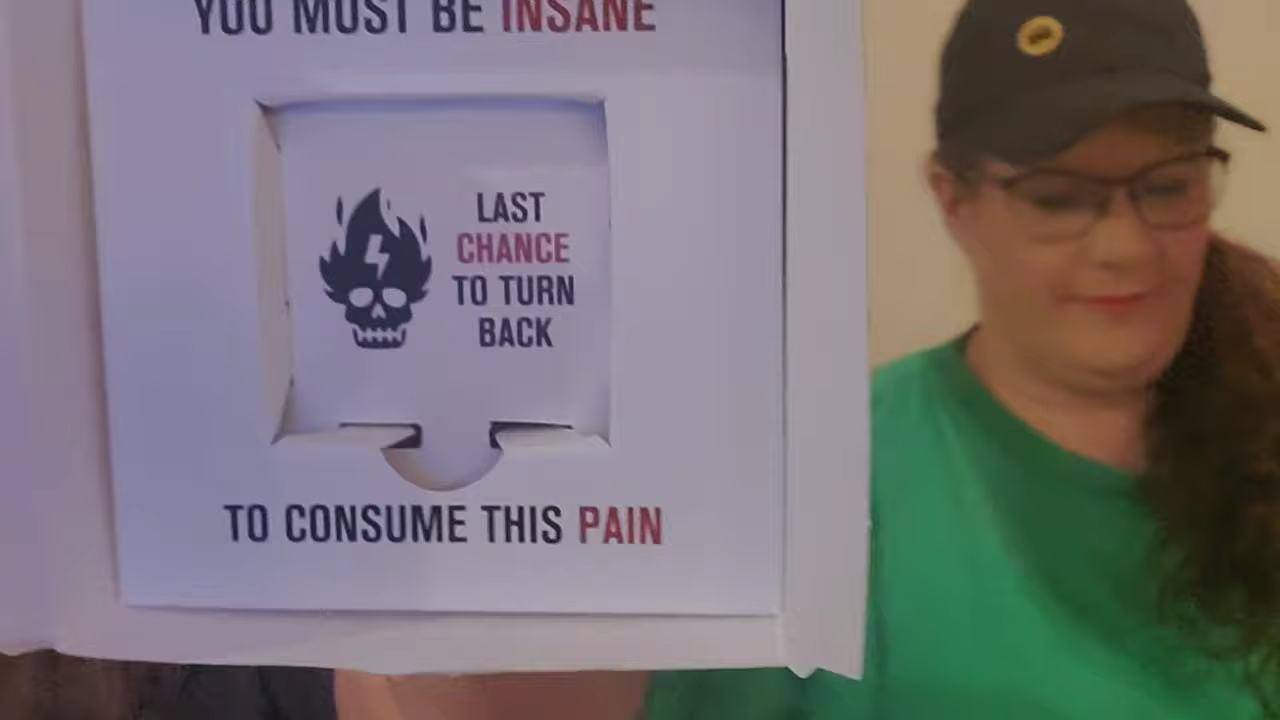 YOU MUST BE INSANE
LAST
CHANCE
TO TURN
BACK
TO CONSUME THIS PAIN